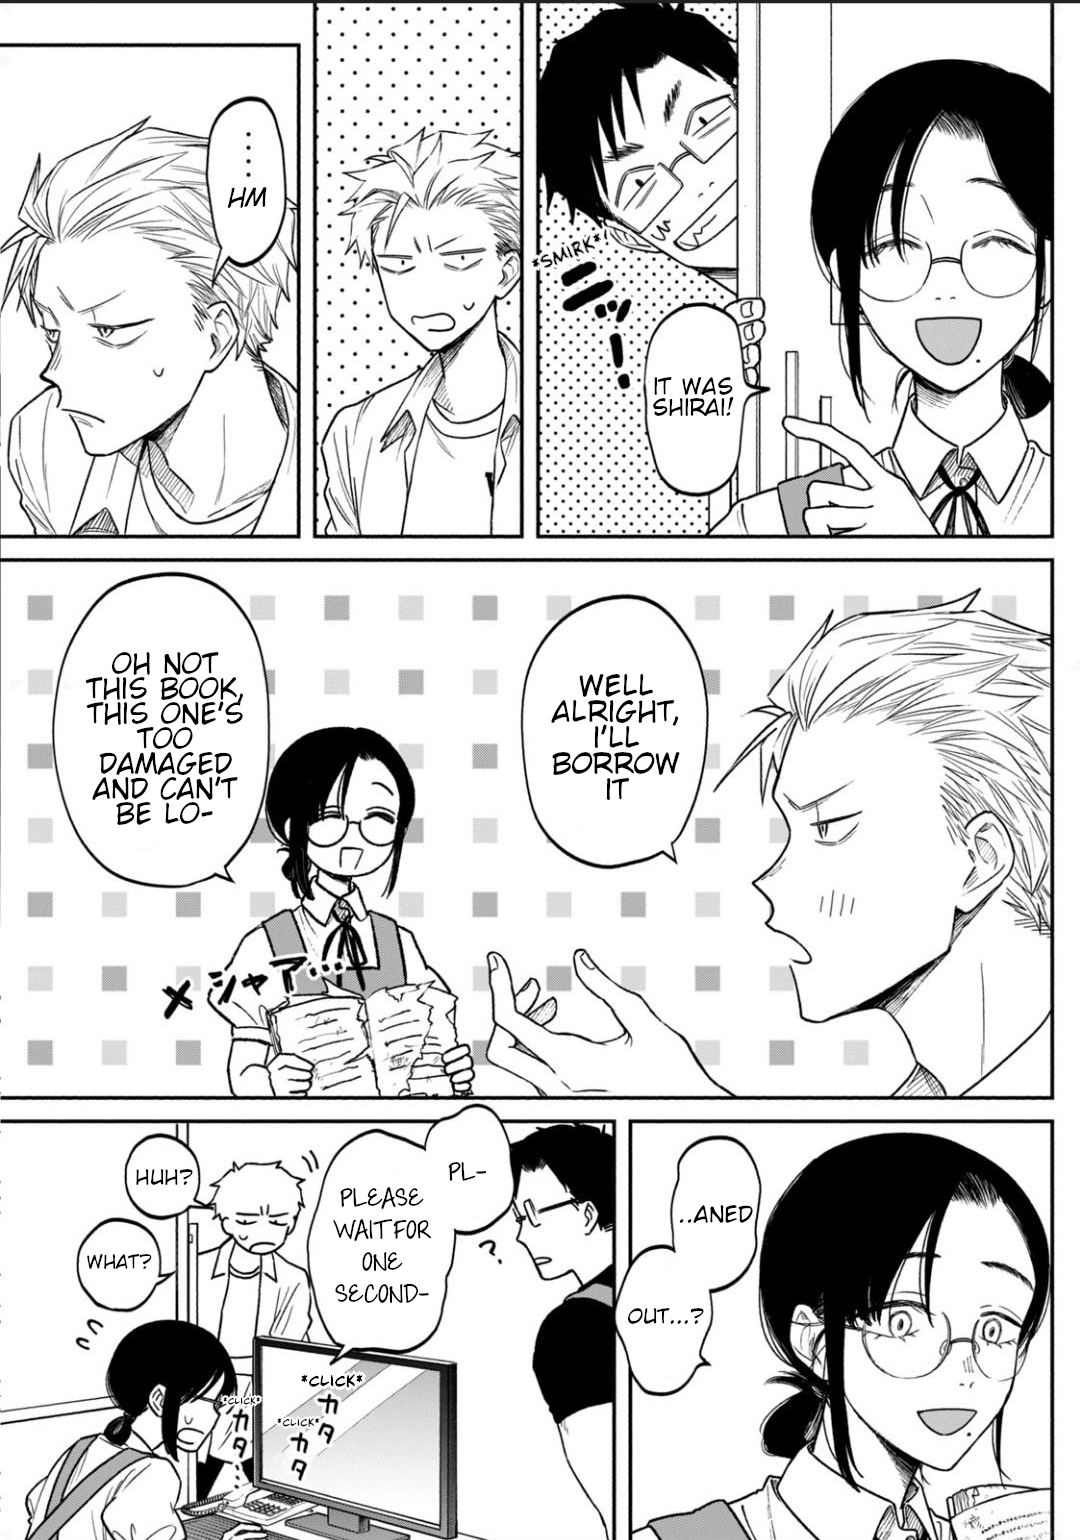 IT WAS
SHIRAI!
*SMIRK*
ニッ！
......
HM
WELL
ALRIGHT,
I'LL
BORROW
IT
OH NOT
THIS BOOK,
THIS ONE'S
TOO
DAMAGED
AND CAN'T
BE LO-
メシャア...
..ANED
OUT...?
PL-
PLEASE
WAIT FOR
ONE
SECOND-
?
HUH?
WHAT?
*CLICK*
カタ
*CLICK*
カタ
*CLICK*
カタ...